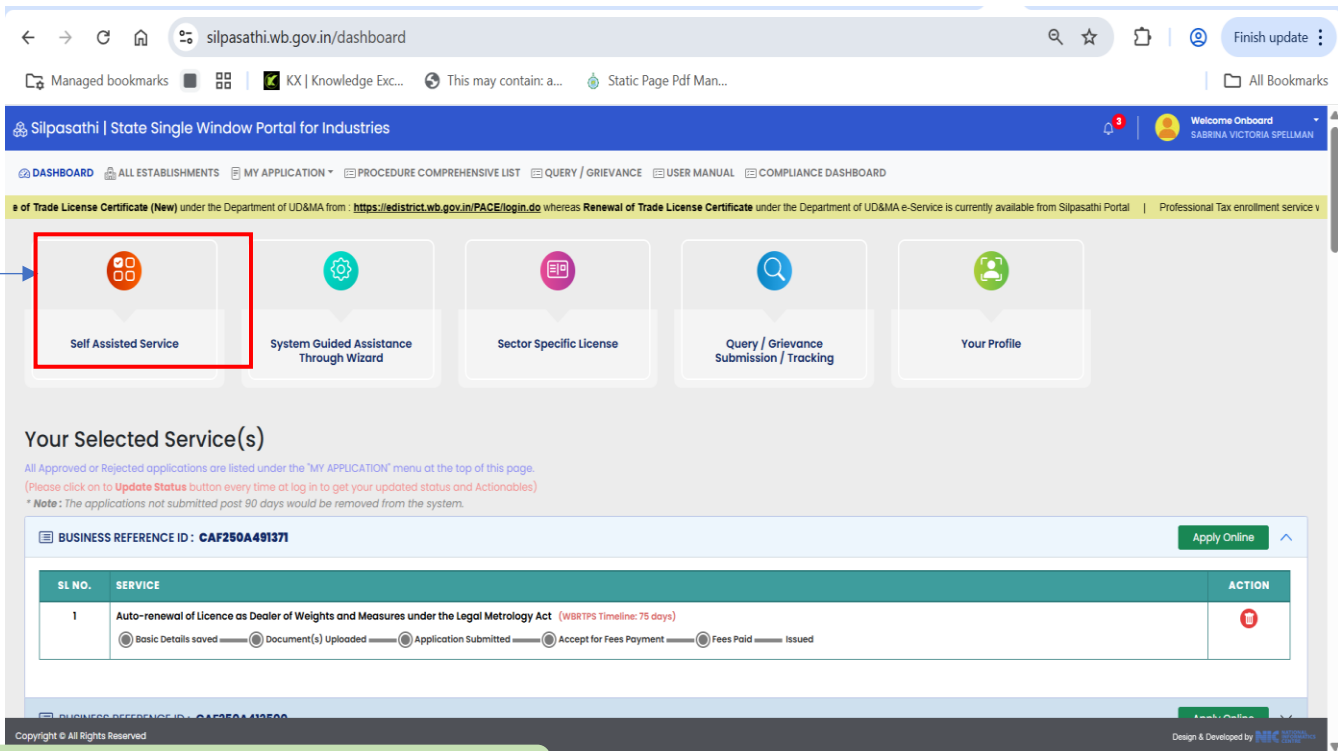 silpasathi.wb.gov.in/dashboard
Finish update
Managed bookmarks
KX | Knowledge Exc...
This may contain: a...
Static Page Pdf Man...
All Bookmarks
Silpasathi | State Single Window Portal for Industries
3
Welcome Onboard
SABRINA VICTORIA SPELLMAN
DASHBOARD ALL ESTABLISHMENTS MY APPLICATION PROCEDURE COMPREHENSIVE LIST QUERY / GRIEVANCE USER MANUAL COMPLIANCE DASHBOARD
e of Trade License Certificate (New) under the Department of UD&MA from : https://edistrict.wb.gov.in/PACE/login.do whereas Renewal of Trade License Certificate under the Department of UD&MA e-Service is currently available from Silpasathi Portal | Professional Tax enrollment service v
Self Assisted Service
System Guided Assistance
Through Wizard
Sector Specific License
Query / Grievance
Submission / Tracking
Your Profile
Your Selected Service(s)
All Approved or Rejected applications are listed under the "MY APPLICATION" menu at the top of this page.
(Please click on to Update Status button every time at log in to get your updated status and Actionables)
* Note : The applications not submitted post 90 days would be removed from the system.
BUSINESS REFERENCE ID : CAF250A491371
Apply Online
SL NO. SERVICE ACTION
1 Auto-renewal of Licence as Dealer of Weights and Measures under the Legal Metrology Act (WBRTPS Timeline: 75 days)
Basic Details saved Document(s) Uploaded Application Submitted Accept for Fees Payment Fees Paid Issued
BUSINESS REFERENCE ID :
Apply Online
Copyright © All Rights Reserved
Design & Developed by NIC NATIONAL INFORMATICS CENTRE